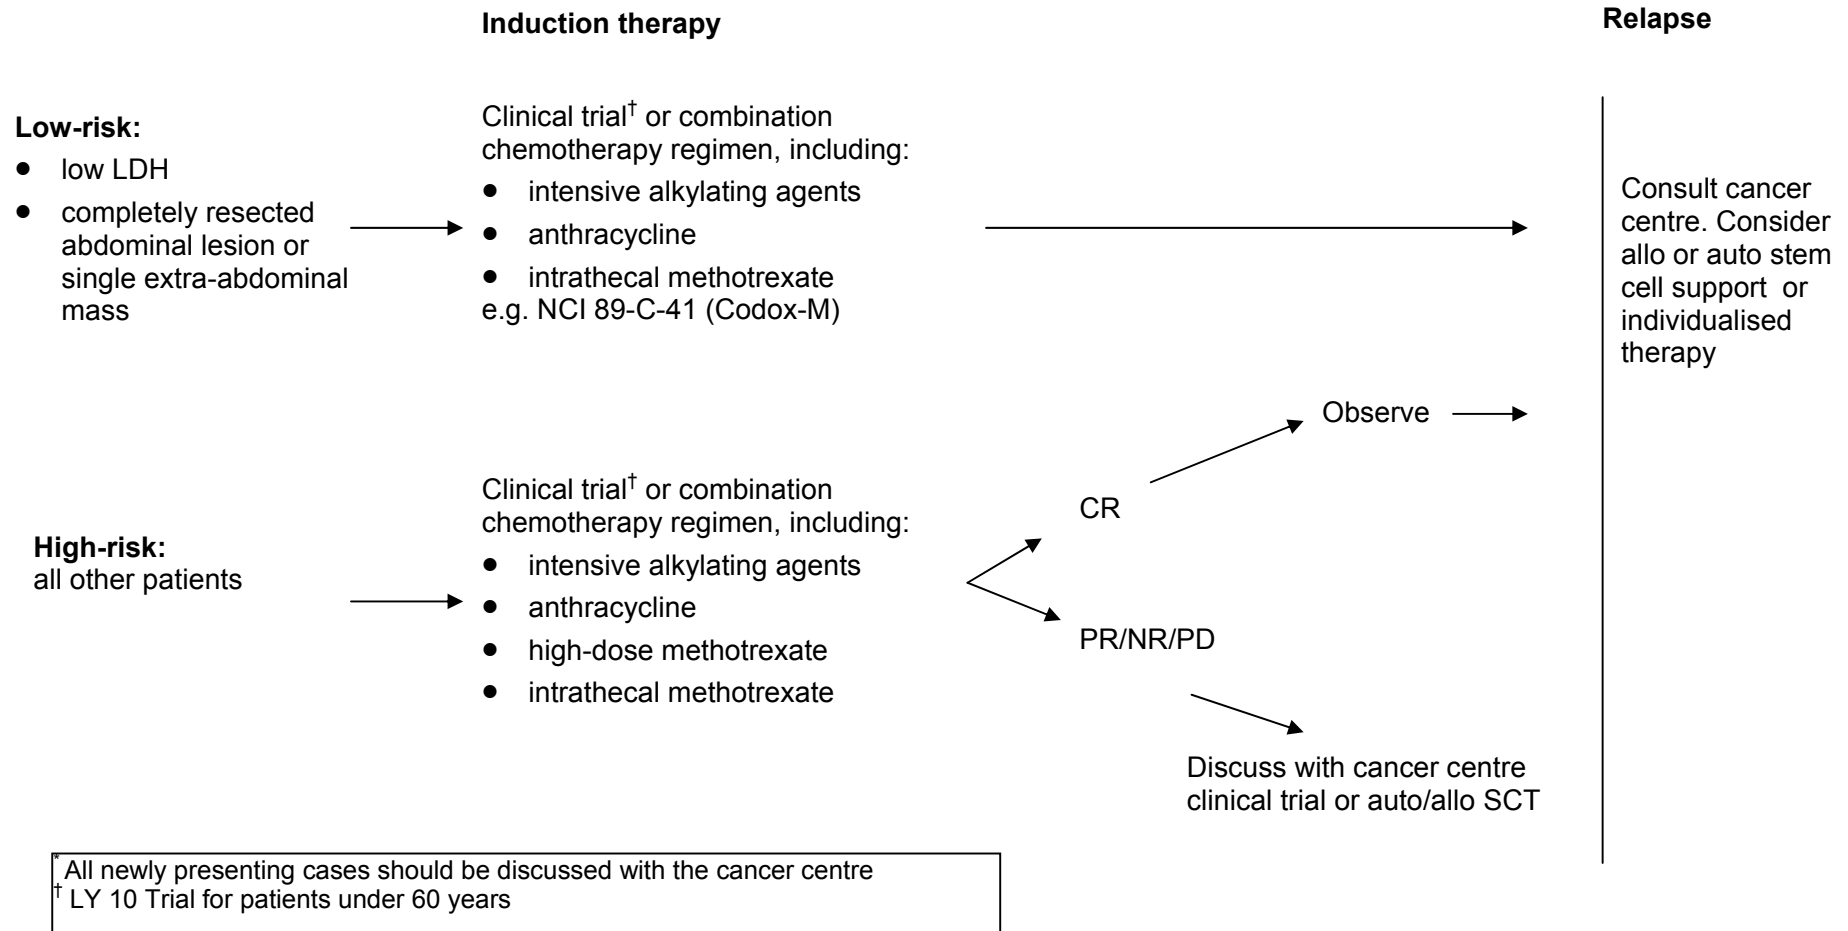 Induction therapy
Relapse
Low-risk:
● low LDH
● completely resected
abdominal lesion or
single extra-abdominal
mass
Clinical trial† or combination
chemotherapy regimen, including:
● intensive alkylating agents
● anthracycline
● intrathecal methotrexate
e.g. NCI 89-C-41 (Codox-M)
Consult cancer
centre. Consider
allo or auto stem
cell support or
individualised
therapy
High-risk:
all other patients
Clinical trial† or combination
chemotherapy regimen, including:
● intensive alkylating agents
● anthracycline
● high-dose methotrexate
● intrathecal methotrexate
CR
Observe
PR/NR/PD
Discuss with cancer centre
clinical trial or auto/allo SCT
* All newly presenting cases should be discussed with the cancer centre
† LY 10 Trial for patients under 60 years